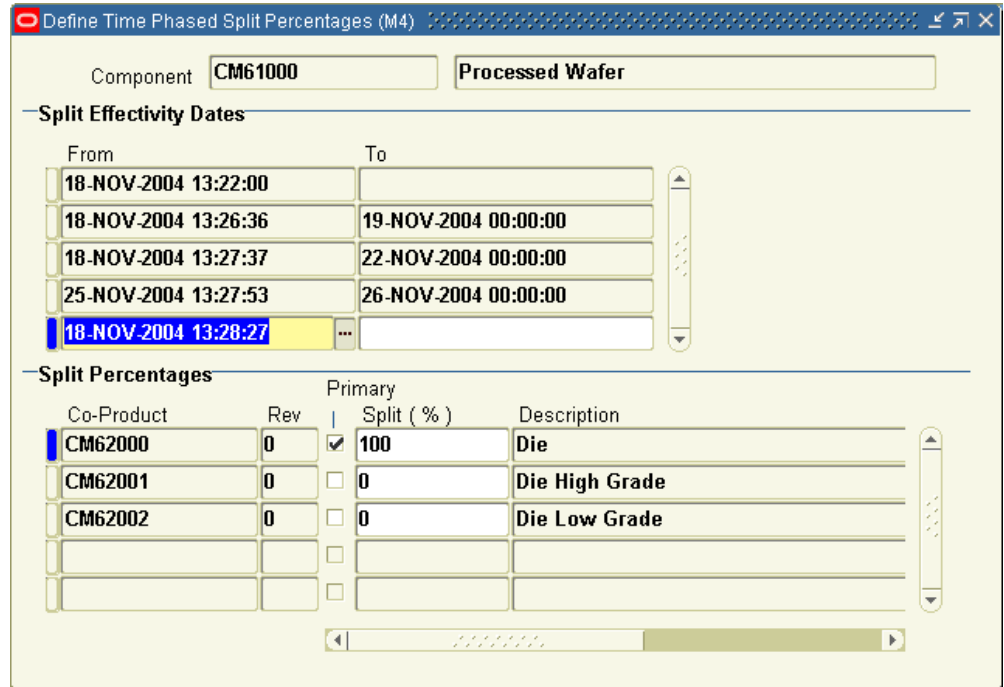 Define Time Phased Split Percentages (M4)
Component CM61000 Processed Wafer
Split Effectivity Dates
From To
18-NOV-2004 13:22:00
18-NOV-2004 13:26:36 19-NOV-2004 00:00:00
18-NOV-2004 13:27:37 22-NOV-2004 00:00:00
25-NOV-2004 13:27:53 26-NOV-2004 00:00:00
18-NOV-2004 13:28:27 ...
Split Percentages
Primary
Co-Product Rev Split ( % ) Description
CM62000 0 100 Die
CM62001 0 0 Die High Grade
CM62002 0 0 Die Low Grade